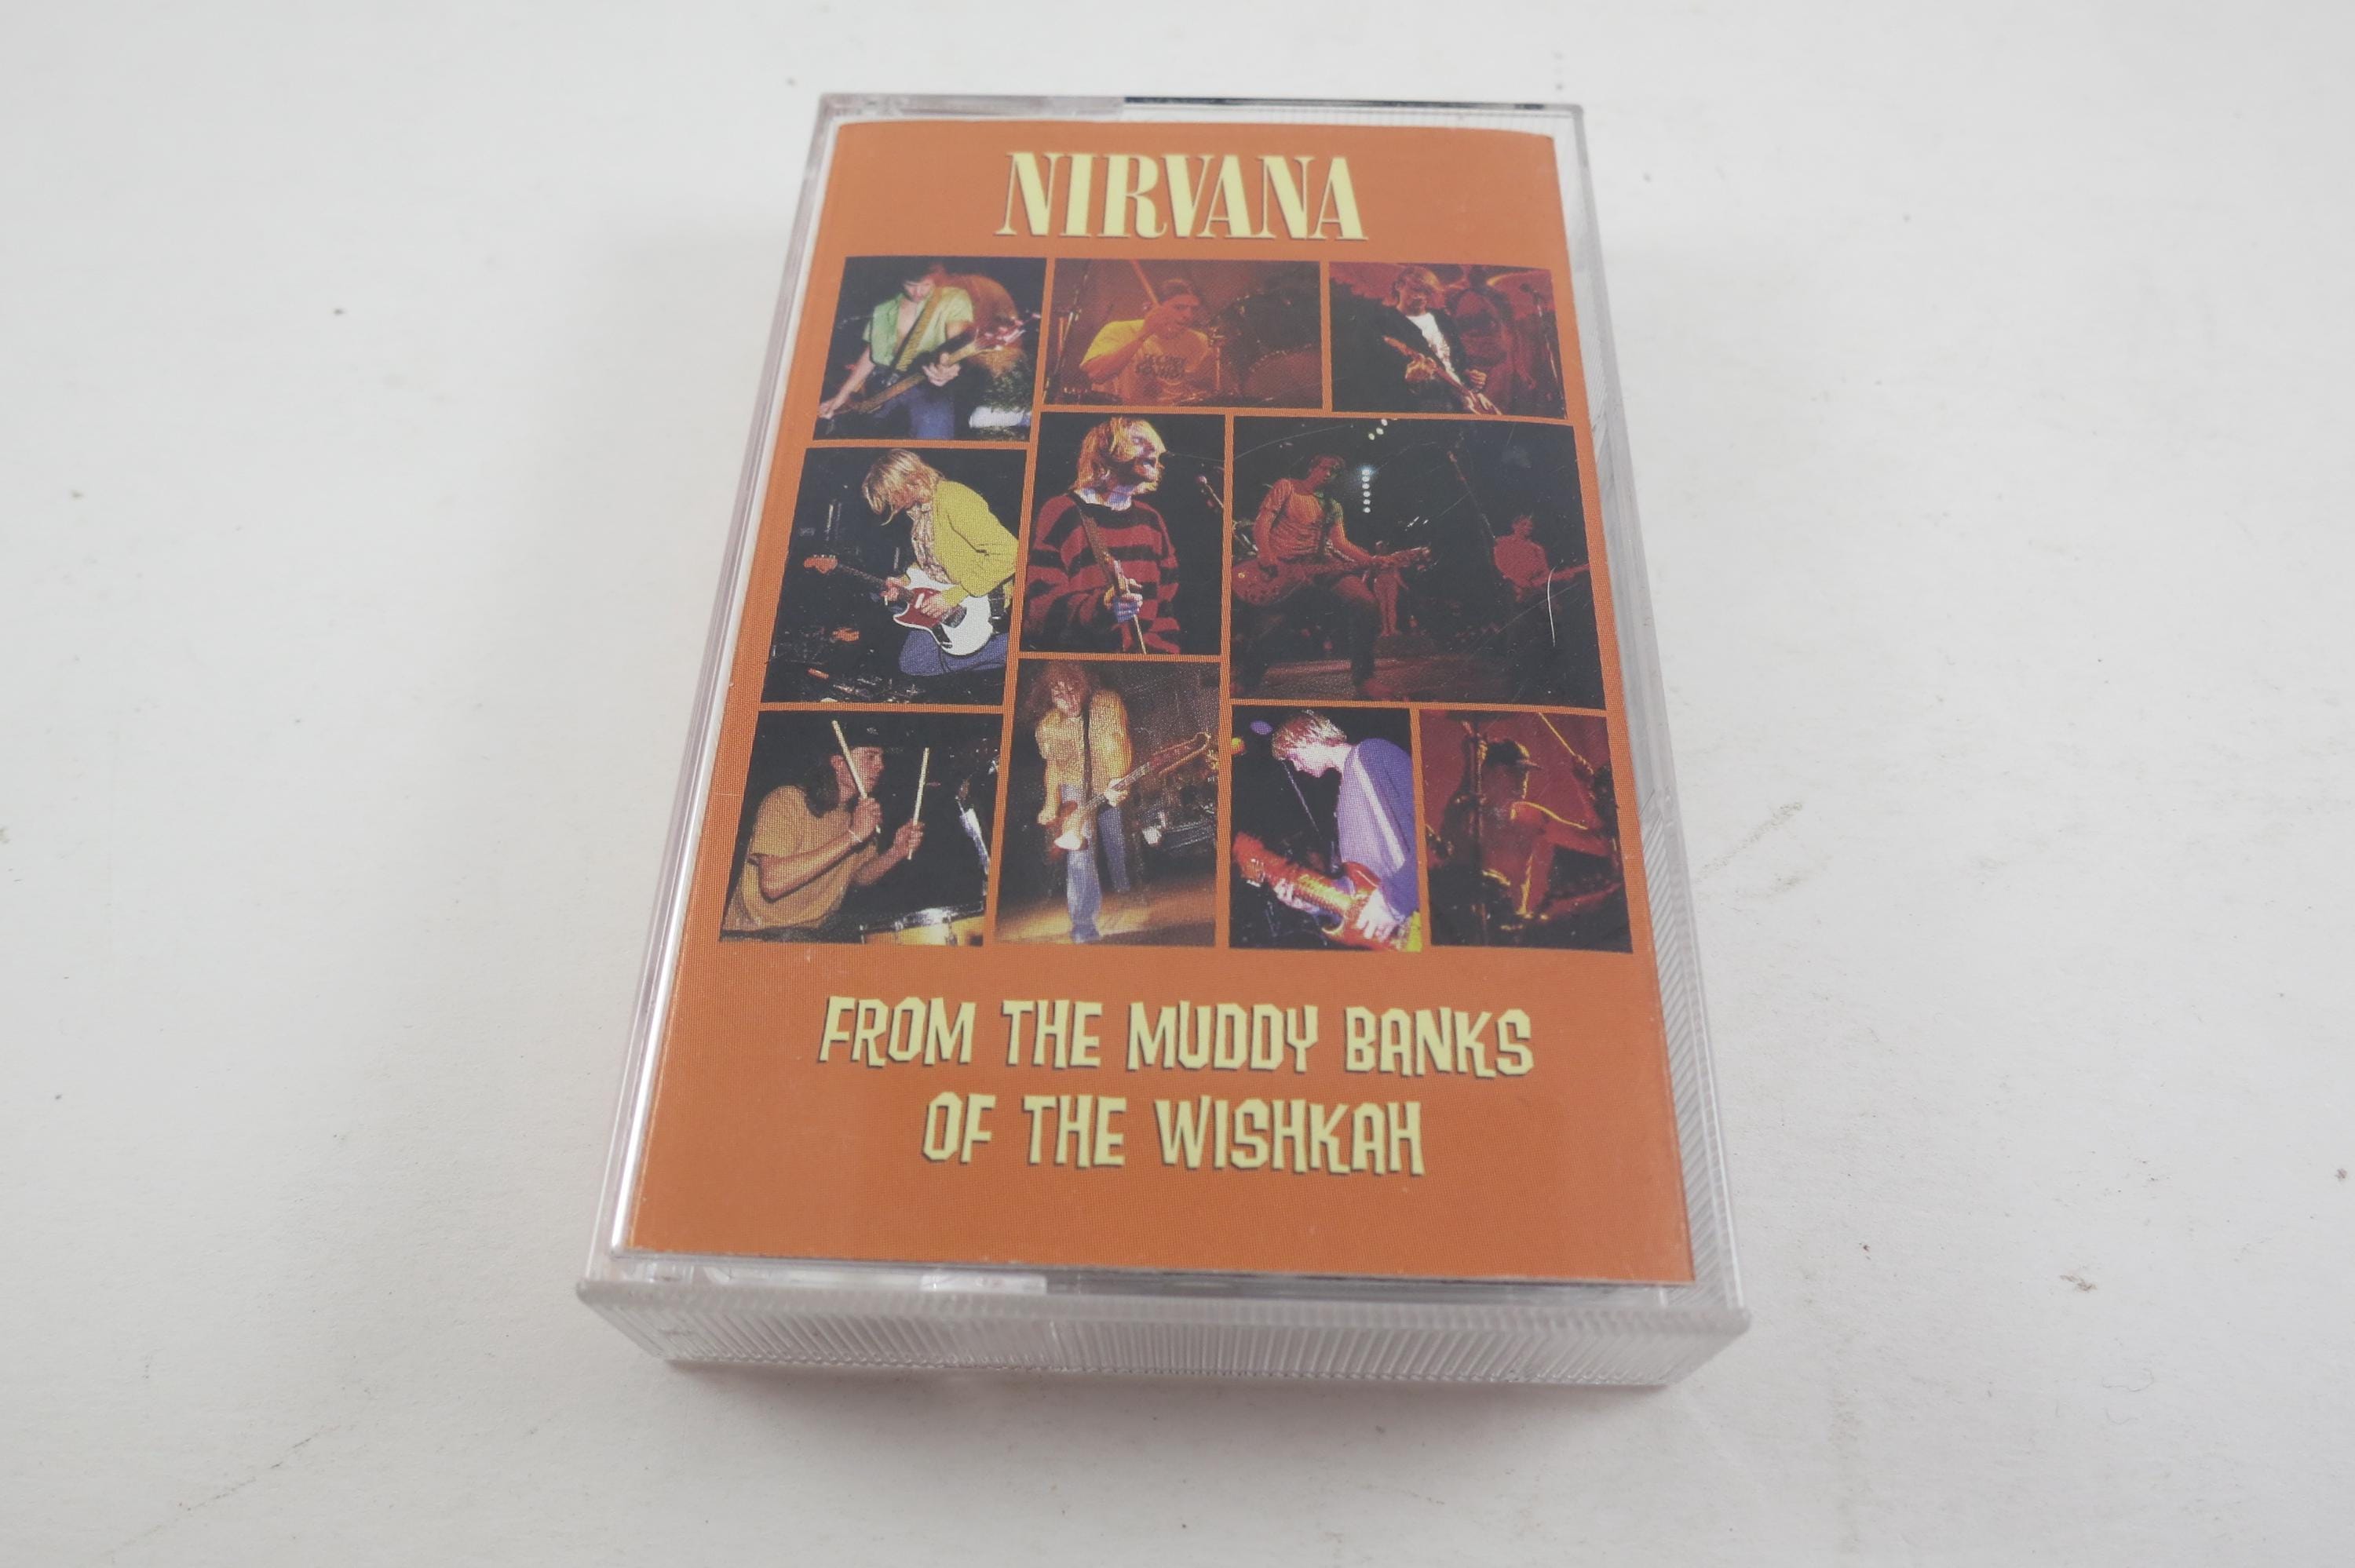 NIRVANA
FROM THE MUDDY BANKS
OF THE WISHKAH